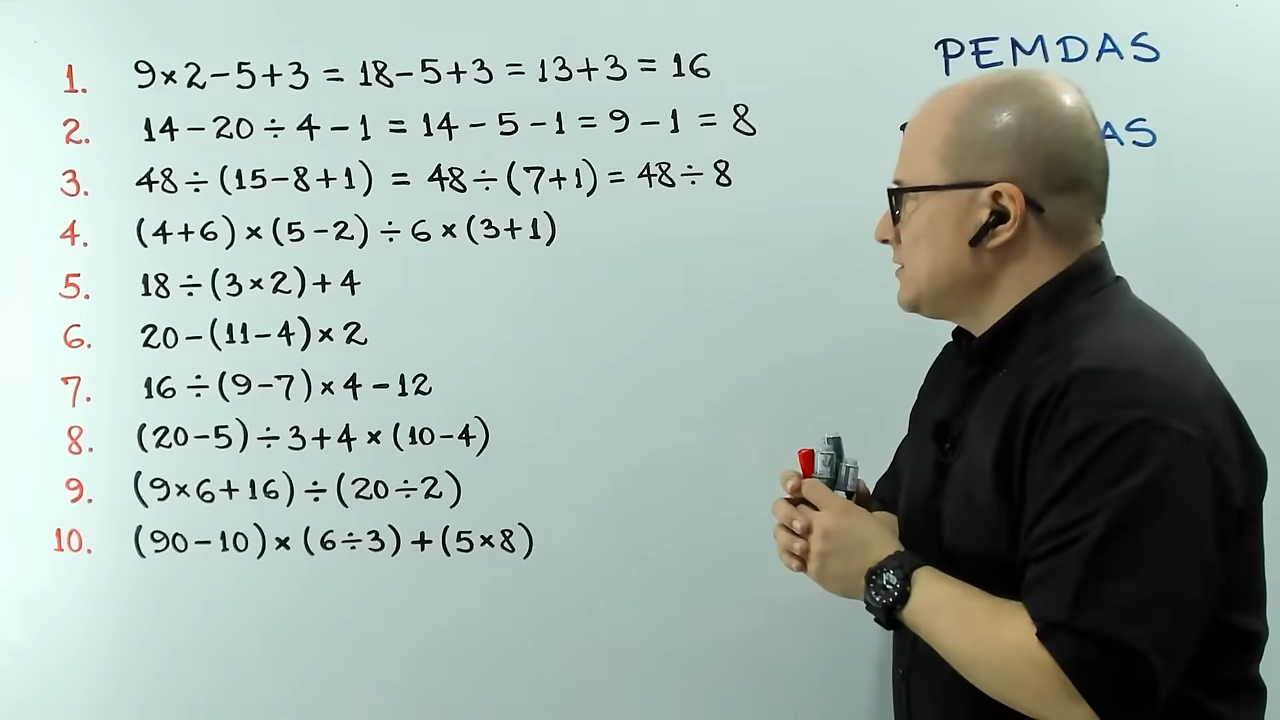 PEMDAS
AS
1. 9×2-5+3 = 18-5+3 = 13+3 = 16
2. 14-20÷4-1 = 14-5-1 = 9-1 = 8
3. 48÷(15-8+1) = 48÷(7+1) = 48÷8
4. (4+6)×(5-2)÷6×(3+1)
5. 18÷(3×2)+4
6. 20-(11-4)×2
7. 16÷(9-7)×4-12
8. (20-5)÷3+4×(10-4)
9. (9×6+16)÷(20÷2)
10. (90-10)×(6÷3)+(5×8)